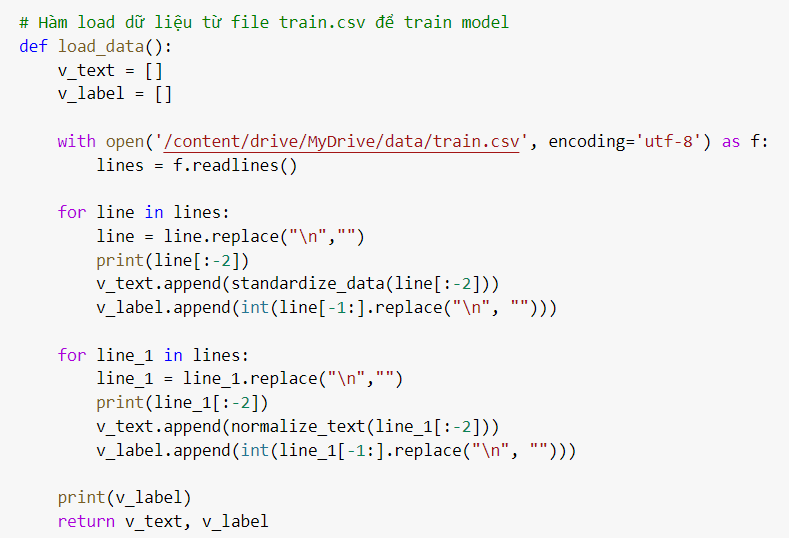 # Hàm load dữ liệu từ file train.csv để train model
def load_data():
    v_text = []
    v_label = []

    with open('/content/drive/MyDrive/data/train.csv', encoding='utf-8') as f:
        lines = f.readlines()

    for line in lines:
        line = line.replace("\n","")
        print(line[:-2])
        v_text.append(standardize_data(line[:-2]))
        v_label.append(int(line[-1:].replace("\n", "")))

    for line_1 in lines:
        line_1 = line_1.replace("\n","")
        print(line_1[:-2])
        v_text.append(normalize_text(line_1[:-2]))
        v_label.append(int(line_1[-1:].replace("\n", "")))

    print(v_label)
    return v_text, v_label